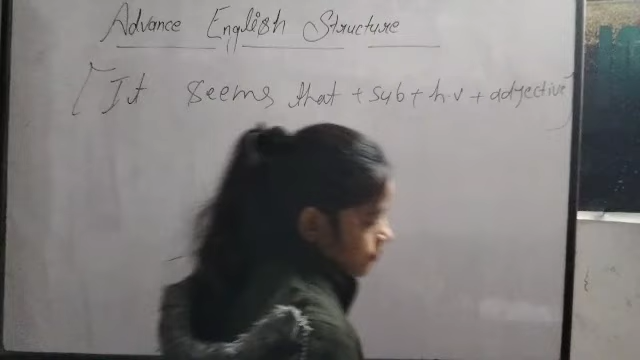 Advance English Structure
[It seems that + sub + h.v + adjective]